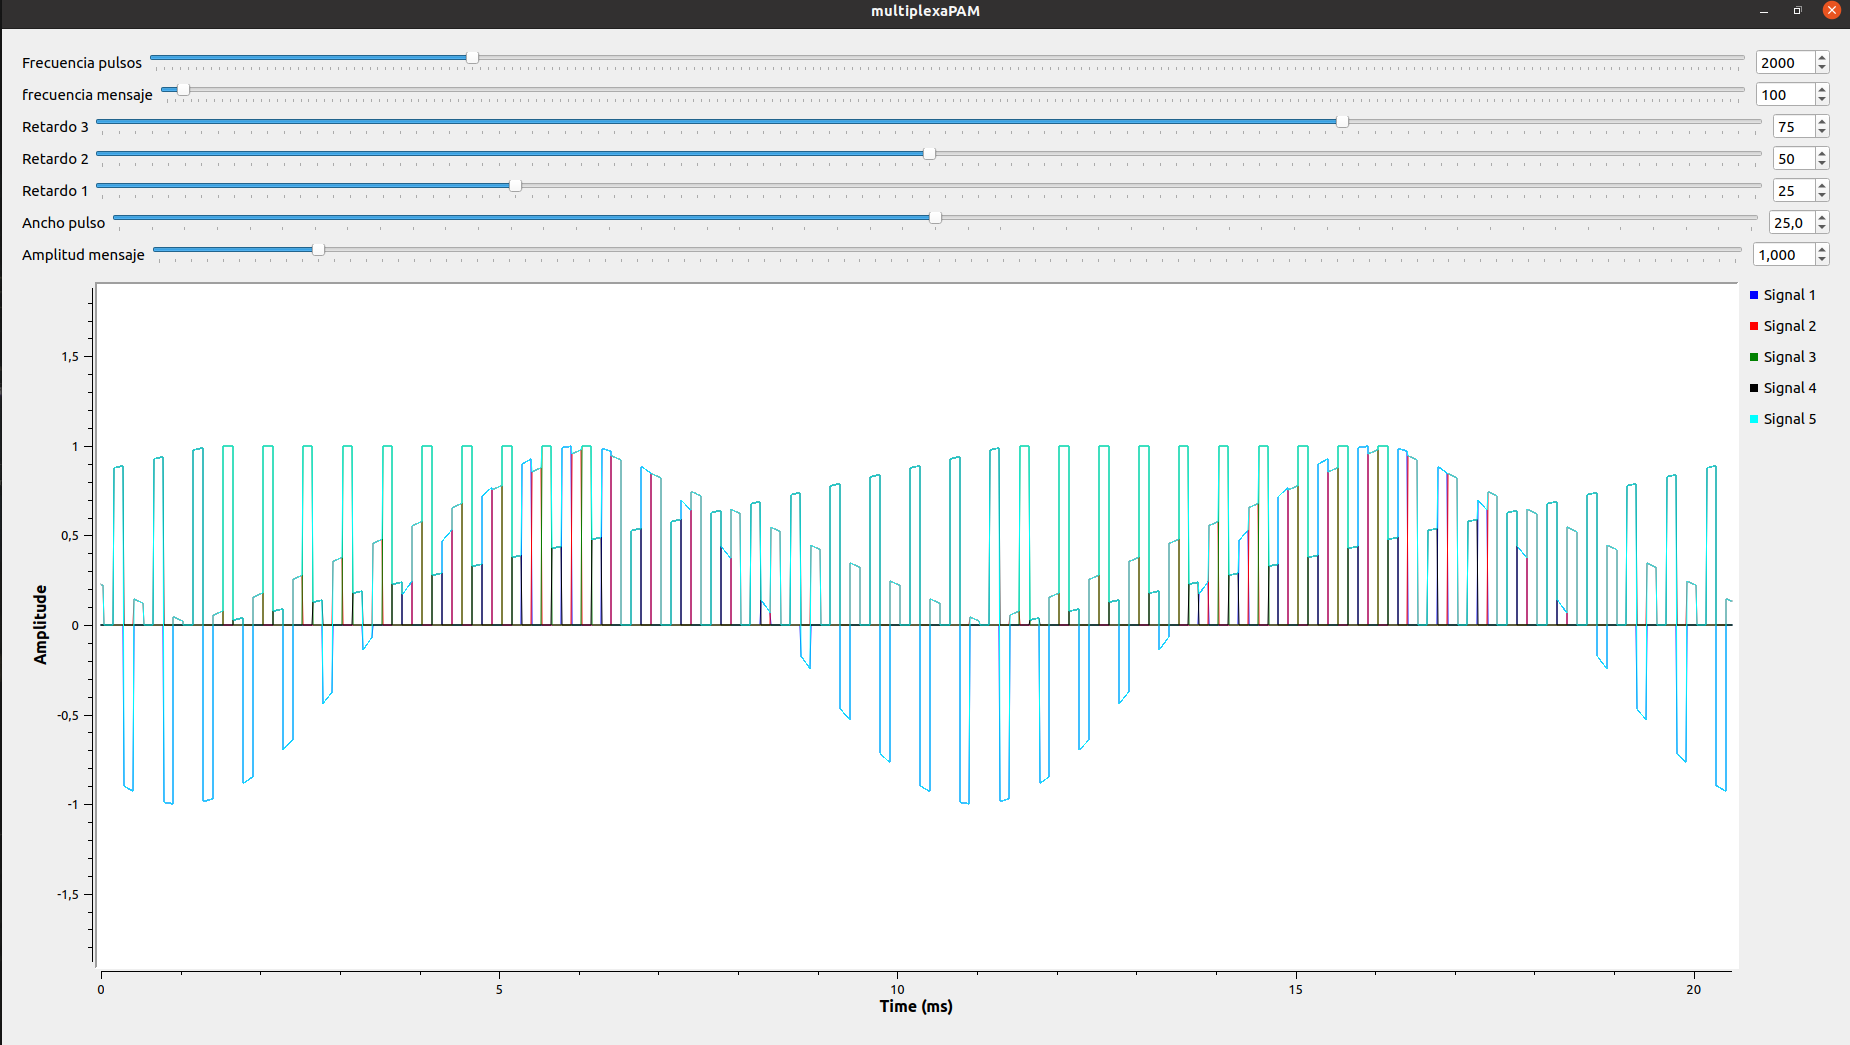 multiplexaPAM
Frecuencia pulsos 2000
frecuencia mensaje 100
Retardo 3 75
Retardo 2 50
Retardo 1 25
Ancho pulso 25,0
Amplitud mensaje 1,000
Signal 1
Signal 2
Signal 3
Signal 4
Signal 5
1,5
1
0,5
0
-0,5
-1
-1,5
Amplitude
0 5 10 15 20
Time (ms)